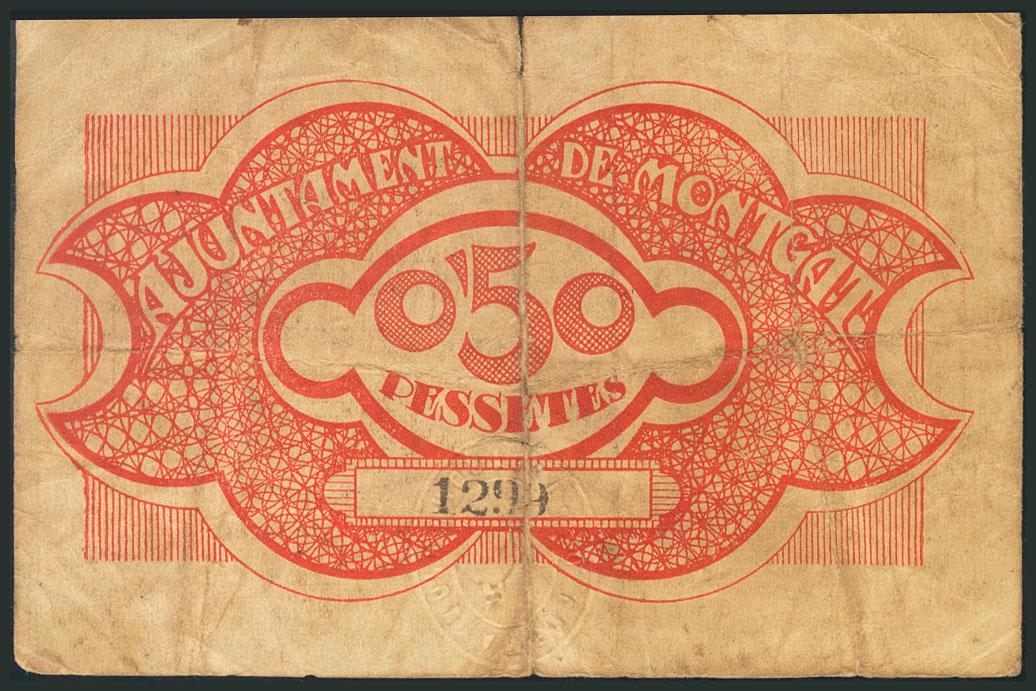 AJUNTAMENT DE MONTGAT
0'50
PESSETES
1299